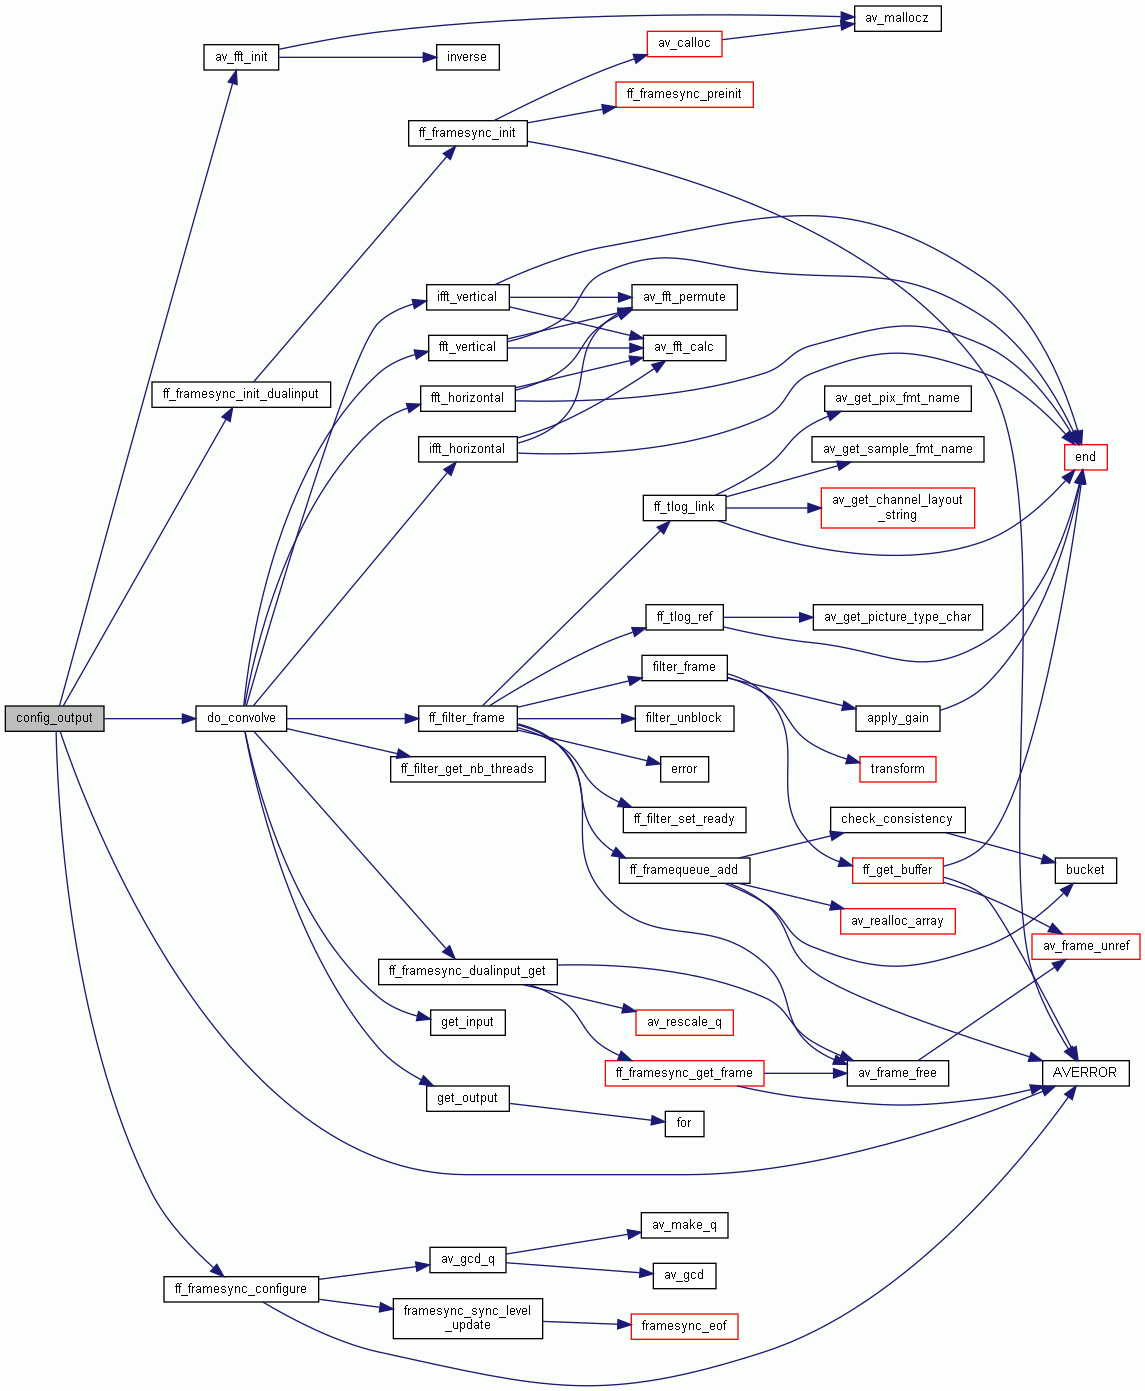 av_mallocz
av_fft_init
inverse
av_calloc
ff_framesync_preinit
ff_framesync_init
ifft_vertical
av_fft_permute
fft_vertical
av_fft_calc
ff_framesync_init_dualinput
fft_horizontal
av_get_pix_fmt_name
ifft_horizontal
av_get_sample_fmt_name
end
ff_tlog_link
av_get_channel_layout
_string
ff_tlog_ref
av_get_picture_type_char
filter_frame
config_output
do_convolve
ff_filter_frame
filter_unblock
apply_gain
ff_filter_get_nb_threads
error
transform
ff_filter_set_ready
check_consistency
ff_framequeue_add
ff_get_buffer
bucket
av_realloc_array
av_frame_unref
ff_framesync_dualinput_get
get_input
av_rescale_q
ff_framesync_get_frame
av_frame_free
AVERROR
get_output
for
av_make_q
av_gcd_q
av_gcd
ff_framesync_configure
framesync_sync_level
_update
framesync_eof